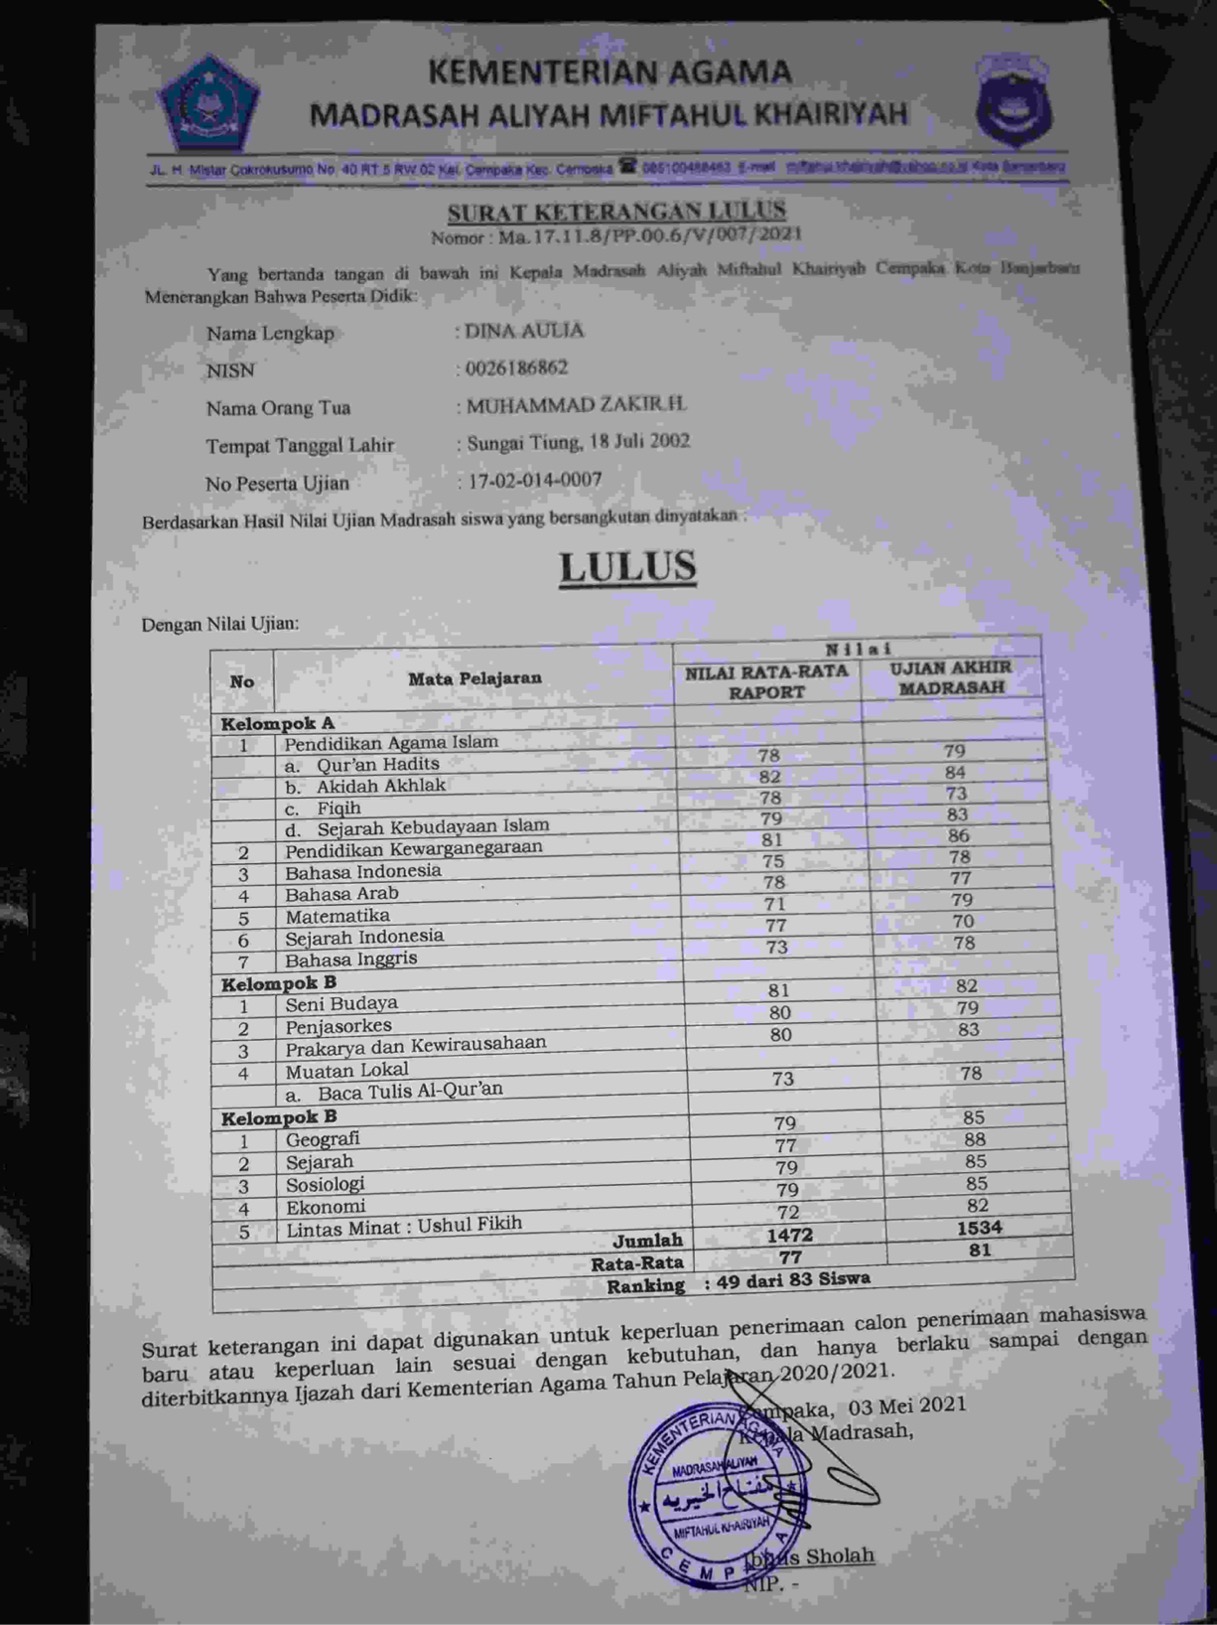 KEMENTERIAN AGAMA
MADRASAH ALIYAH MIFTAHUL KHAIRIYAH
JL. H. Mistar Cokrokusumo No. 40 RT 5 RW 02 Kel. Cempaka Kec. Cempaka ☎ 085100488463 E-mail miftahul.khairiyah@yahoo.co.id Kota Banjarbaru
SURAT KETERANGAN LULUS
Nomor : Ma.17.11.8/PP.00.6/V/007/2021
Yang bertanda tangan di bawah ini Kepala Madrasah Aliyah Miftahul Khairiyah Cempaka Kota Banjarbaru
Menerangkan Bahwa Peserta Didik:
Nama Lengkap : DINA AULIA
NISN : 0026186862
Nama Orang Tua : MUHAMMAD ZAKIR.H.
Tempat Tanggal Lahir : Sungai Tiung, 18 Juli 2002
No Peserta Ujian : 17-02-014-0007
Berdasarkan Hasil Nilai Ujian Madrasah siswa yang bersangkutan dinyatakan :
LULUS
Dengan Nilai Ujian:
No Mata Pelajaran Nilai
NILAI RATA-RATA RAPORT UJIAN AKHIR MADRASAH
Kelompok A
1 Pendidikan Agama Islam
a. Qur'an Hadits 78 79
b. Akidah Akhlak 82 84
c. Fiqih 78 73
d. Sejarah Kebudayaan Islam 79 83
2 Pendidikan Kewarganegaraan 81 86
3 Bahasa Indonesia 75 78
4 Bahasa Arab 78 77
5 Matematika 71 79
6 Sejarah Indonesia 77 70
7 Bahasa Inggris 73 78
Kelompok B
1 Seni Budaya 81 82
2 Penjasorkes 80 79
3 Prakarya dan Kewirausahaan 80 83
4 Muatan Lokal
a. Baca Tulis Al-Qur'an 73 78
Kelompok B
1 Geografi 79 85
2 Sejarah 77 88
3 Sosiologi 79 85
4 Ekonomi 79 85
5 Lintas Minat : Ushul Fikih 72 82
Jumlah 1472 1534
Rata-Rata 77 81
Ranking : 49 dari 83 Siswa
Surat keterangan ini dapat digunakan untuk keperluan penerimaan calon penerimaan mahasiswa
baru atau keperluan lain sesuai dengan kebutuhan, dan hanya berlaku sampai dengan
diterbitkannya Ijazah dari Kementerian Agama Tahun Pelajaran 2020/2021.
Cempaka, 03 Mei 2021
Kepala Madrasah,
KEMENTERIAN AGAMA
MADRASAH ALIYAH
مفتاح الخيريه
MIFTAHUL KHAIRIYAH
CEMPAKA
Sholah
NIP. -